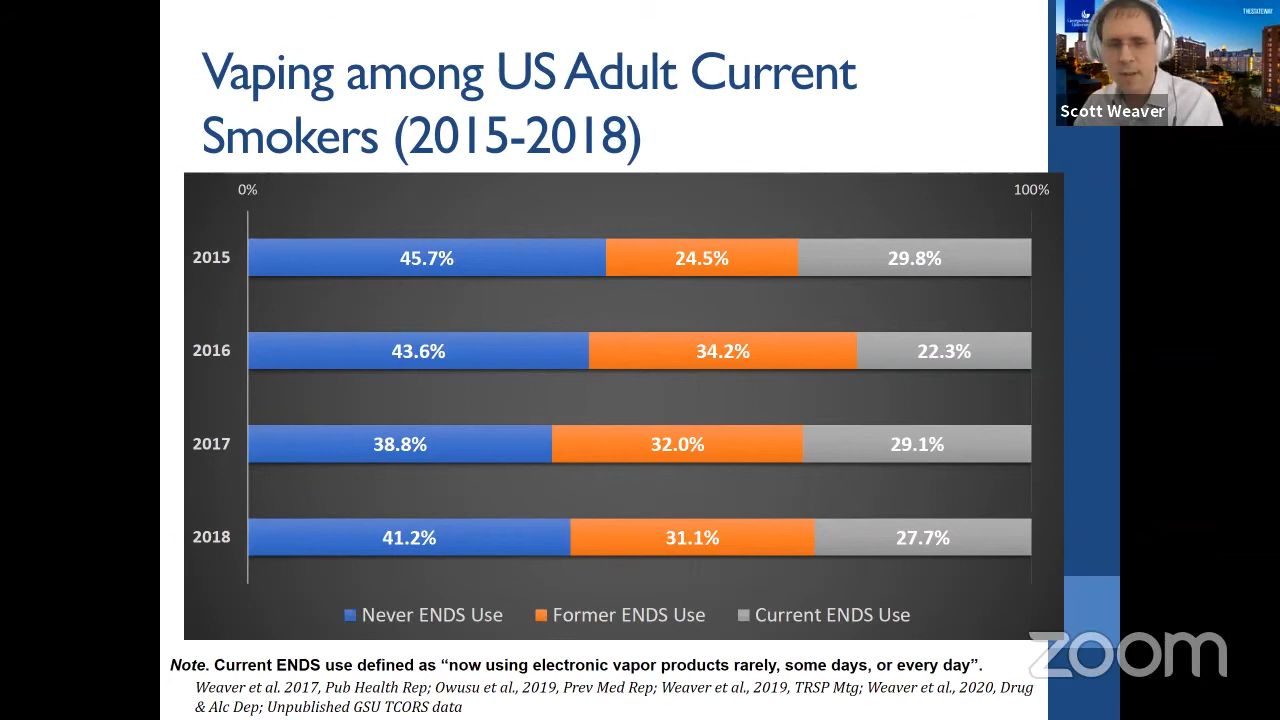 Vaping among US Adult Current
Smokers (2015-2018)
THESTATEWAY
Scott Weaver
0% 100%
2015 45.7% 24.5% 29.8%
2016 43.6% 34.2% 22.3%
2017 38.8% 32.0% 29.1%
2018 41.2% 31.1% 27.7%
Never ENDS Use Former ENDS Use Current ENDS Use
Note. Current ENDS use defined as “now using electronic vapor products rarely, some days, or every day”.
Weaver et al. 2017, Pub Health Rep; Owusu et al., 2019, Prev Med Rep; Weaver et al., 2019, TRSP Mtg; Weaver et al., 2020, Drug
& Alc Dep; Unpublished GSU TCORS data
zoom